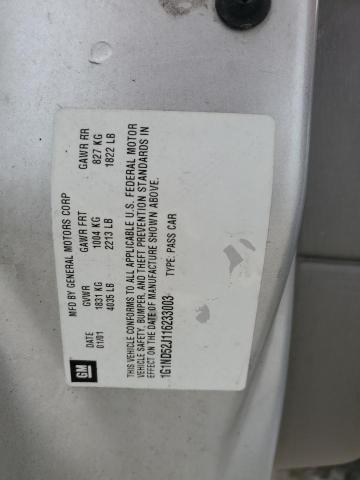 MFD BY GENERAL MOTORS CORP
DATE GVWR GAWR FRT GAWR RR
01/01 1831 KG 1004 KG 827 KG
4035 LB 2213 LB 1822 LB
THIS VEHICLE CONFORMS TO ALL APPLICABLE U.S. FEDERAL MOTOR
VEHICLE SAFETY, BUMPER, AND THEFT PREVENTION STANDARDS IN
EFFECT ON THE DATE OF MANUFACTURE SHOWN ABOVE.
1G1ND52J116233003 TYPE: PASS CAR
GM